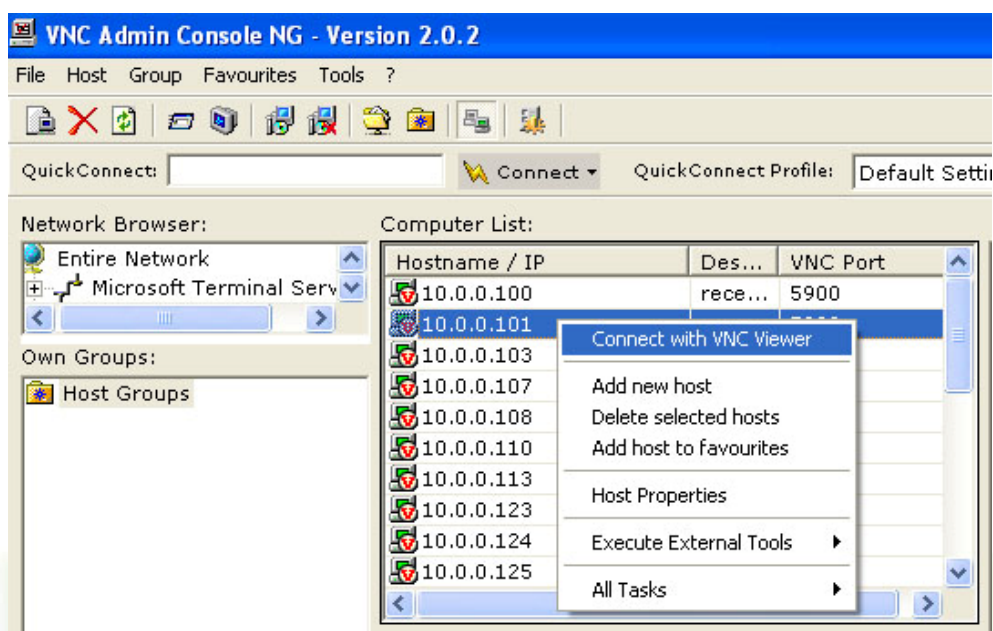 VNC Admin Console NG - Version 2.0.2
File Host Group Favourites Tools ?
QuickConnect: Connect QuickConnect Profile: Default Setti
Network Browser:
Entire Network
Microsoft Terminal Serv
Own Groups:
Host Groups
Computer List:
Hostname / IP Des... VNC Port
10.0.0.100 rece... 5900
10.0.0.101
10.0.0.103
10.0.0.107
10.0.0.108
10.0.0.110
10.0.0.113
10.0.0.123
10.0.0.124
10.0.0.125
Connect with VNC Viewer
Add new host
Delete selected hosts
Add host to favourites
Host Properties
Execute External Tools
All Tasks